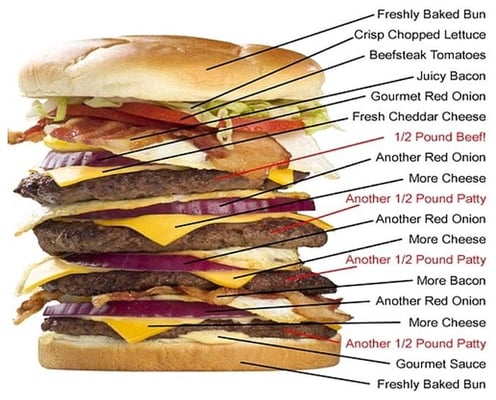 Freshly Baked Bun
Crisp Chopped Lettuce
Beefsteak Tomatoes
Juicy Bacon
Gourmet Red Onion
Fresh Cheddar Cheese
1/2 Pound Beef!
Another Red Onion
More Cheese
Another 1/2 Pound Patty
Another Red Onion
More Cheese
Another 1/2 Pound Patty
More Bacon
Another Red Onion
More Cheese
Another 1/2 Pound Patty
Gourmet Sauce
Freshly Baked Bun